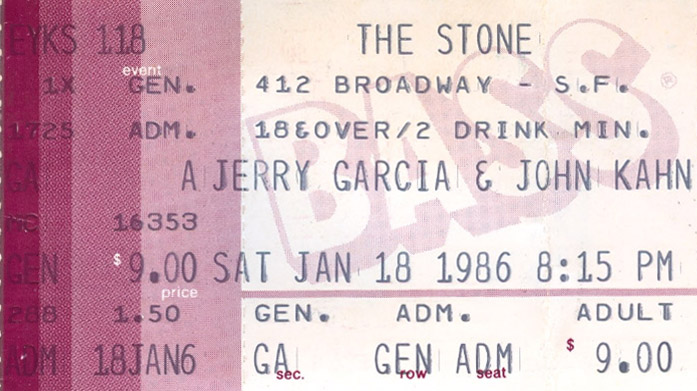 EYKS 118 THE STONE
event
1X GEN. 412 BROADWAY - S.F.
1725 ADM. 18&OVER/2 DRINK MIN.
GA A JERRY GARCIA & JOHN KAHN
BASS ®
MC 16353
GEN $9.00 SAT JAN 18 1986 8:15 PM
price
288 1.50 GEN. ADM. ADULT
ADM 18JAN6 GA GEN ADM $ 9.00
sec. row seat